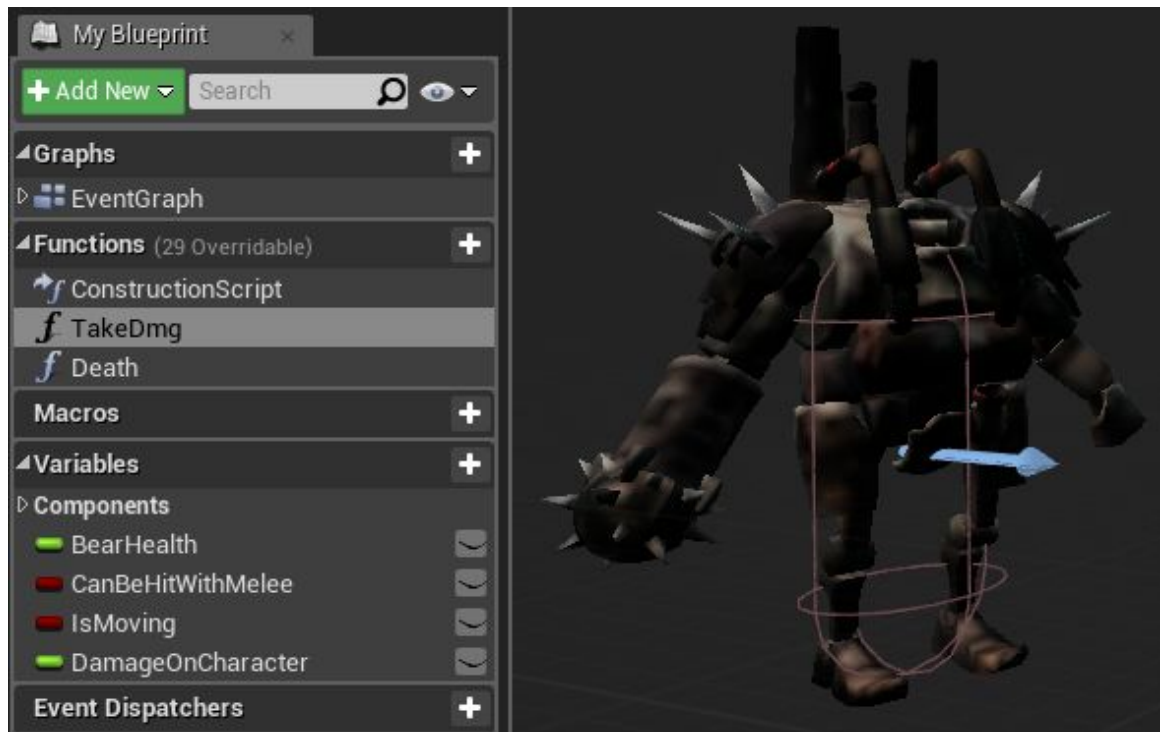 My Blueprint
Add New Search
Graphs
EventGraph
Functions (29 Overridable)
ConstructionScript
TakeDmg
Death
Macros
Variables
Components
BearHealth
CanBeHitWithMelee
IsMoving
DamageOnCharacter
Event Dispatchers